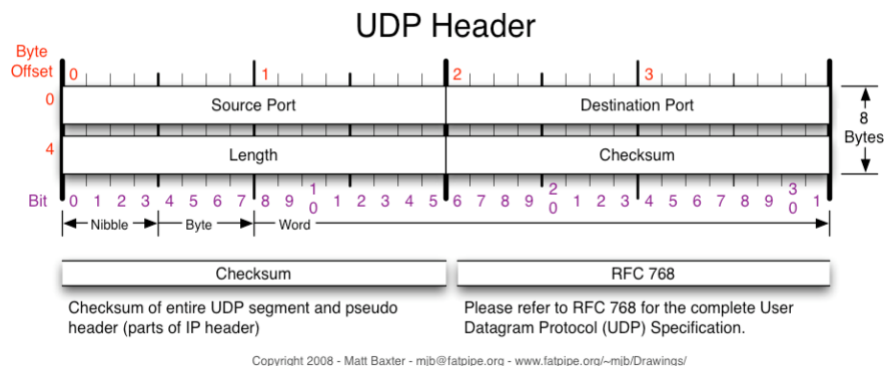 UDP Header
Byte
Offset
0 1 2 3
0 Source Port Destination Port
8
Bytes
4 Length Checksum
Bit 0 1 2 3 4 5 6 7 8 9 10 1 2 3 4 5 6 7 8 9 20 1 2 3 4 5 6 7 8 9 30 1
Nibble Byte Word
Checksum
Checksum of entire UDP segment and pseudo
header (parts of IP header)
RFC 768
Please refer to RFC 768 for the complete User
Datagram Protocol (UDP) Specification.
Copyright 2008 - Matt Baxter - mjb@fatpipe.org - www.fatpipe.org/~mjb/Drawings/